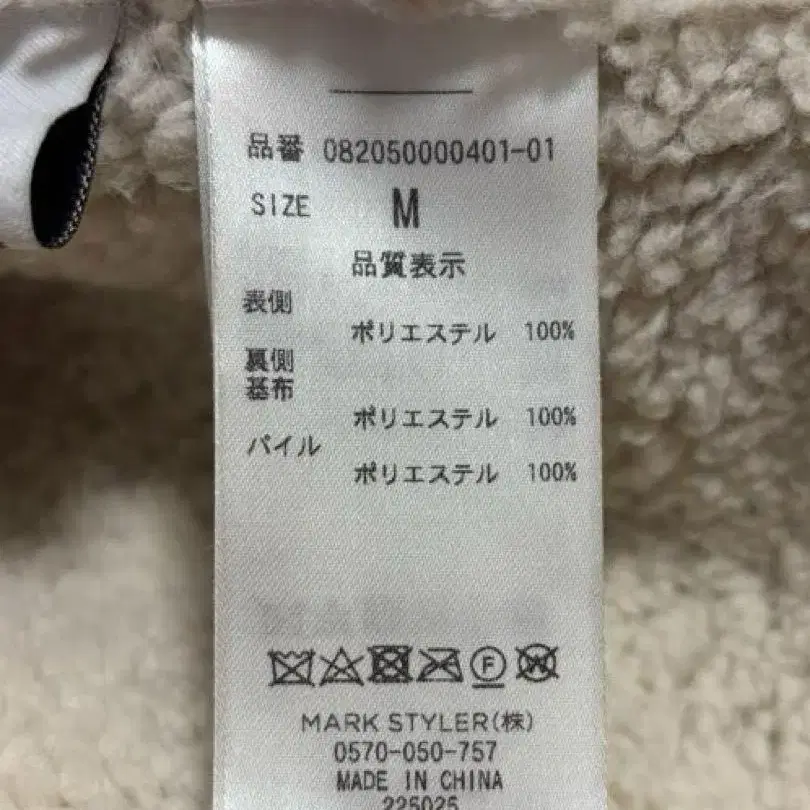 品番 082050000401-01
SIZE M
品質表示
表側
ポリエステル 100%
裏側
基布
ポリエステル 100%
パイル
ポリエステル 100%
F W
MARK STYLER(株)
0570-050-757
MADE IN CHINA
225025